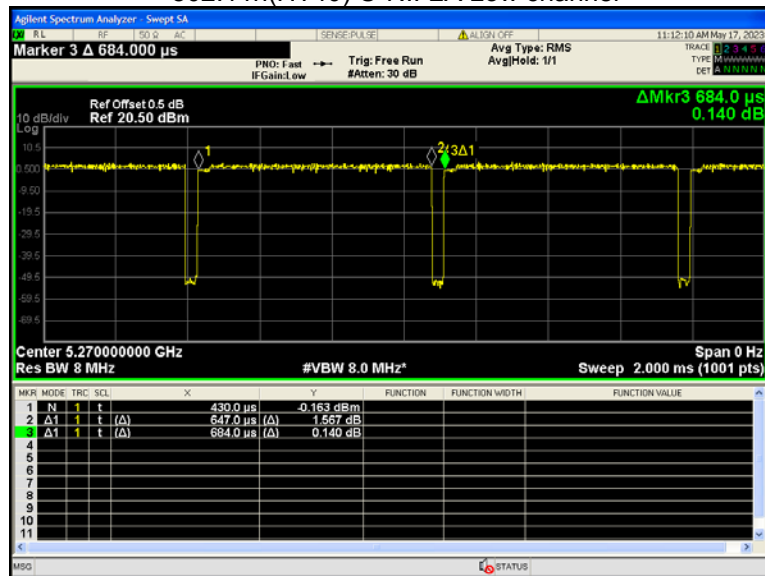 Agilent Spectrum Analyzer - Swept SA
RL RF 50 Ω AC SENSE:PULSE ALIGN OFF 11:12:10 AM May 17, 2023
Marker 3 Δ 684.000 µs
PNO: Fast Trig: Free Run Avg Type: RMS TRACE 1 2 3 4 5 6
IFGain:Low #Atten: 30 dB Avg|Hold: 1/1 TYPE M
DET A N N N N N
Ref Offset 0.5 dB ΔMkr3 684.0 µs
10 dB/div Ref 20.50 dBm 0.140 dB
Log
10.5
0.500
-9.50
-19.5
-29.5
-39.5
-49.5
-59.5
-69.5
1
2
3Δ1
Center 5.270000000 GHz Span 0 Hz
Res BW 8 MHz #VBW 8.0 MHz* Sweep 2.000 ms (1001 pts)
MKR MODE TRC SCL X Y FUNCTION FUNCTION WIDTH FUNCTION VALUE
1 N 1 t 430.0 µs -0.163 dBm
2 Δ1 1 t (Δ) 647.0 µs (Δ) 1.567 dB
3 Δ1 1 t (Δ) 684.0 µs (Δ) 0.140 dB
4
5
6
7
8
9
10
11
MSG STATUS